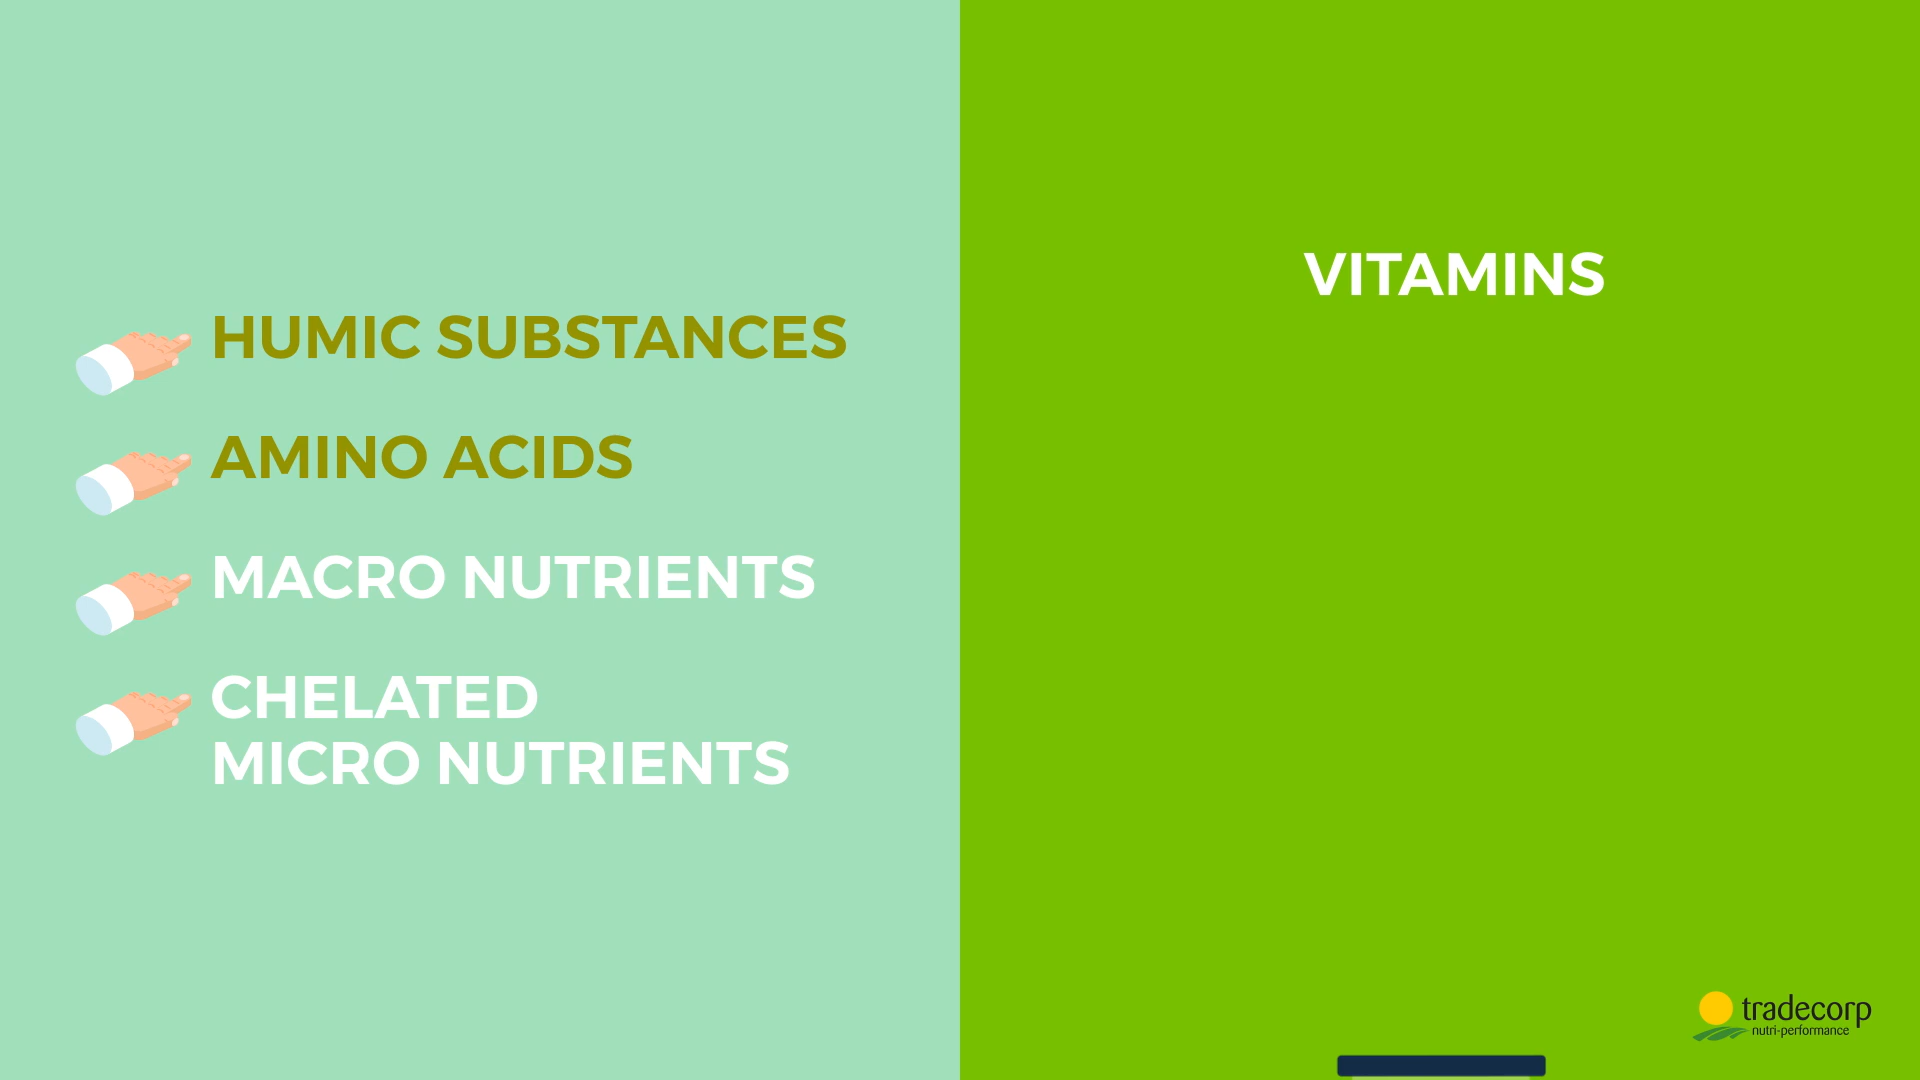 HUMIC SUBSTANCES
AMINO ACIDS
MACRO NUTRIENTS
CHELATED
MICRO NUTRIENTS
VITAMINS
tradecorp
nutri-performance